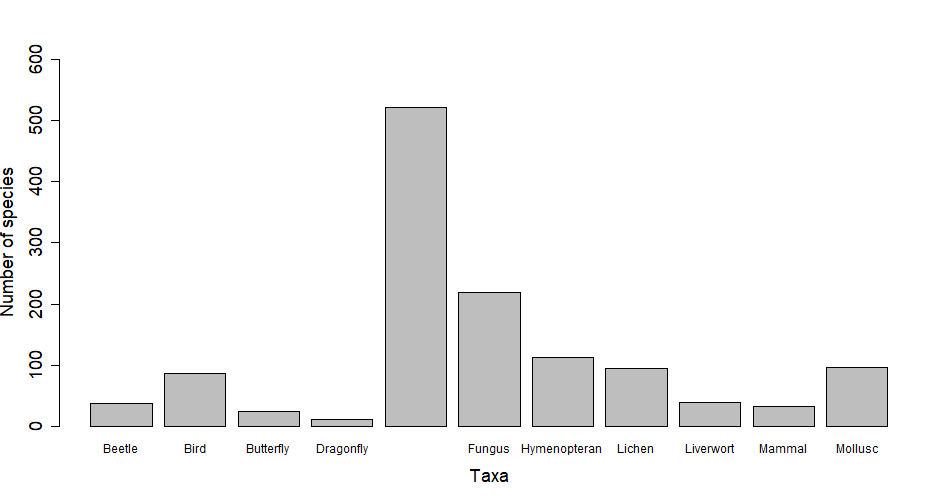 600
500
400
300
200
100
0
Number of species
Beetle Bird Butterfly Dragonfly Fungus Hymenopteran Lichen Liverwort Mammal Mollusc
Taxa